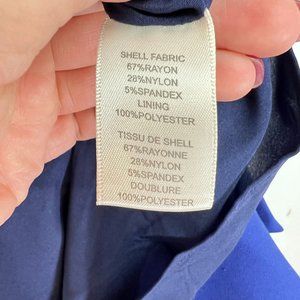 SHELL FABRIC
67%RAYON
28%NYLON
5%SPANDEX
LINING
100%POLYESTER
TISSU DE SHELL
67%RAYONNE
28%NYLON
5%SPANDEX
DOUBLURE
100%POLYESTER